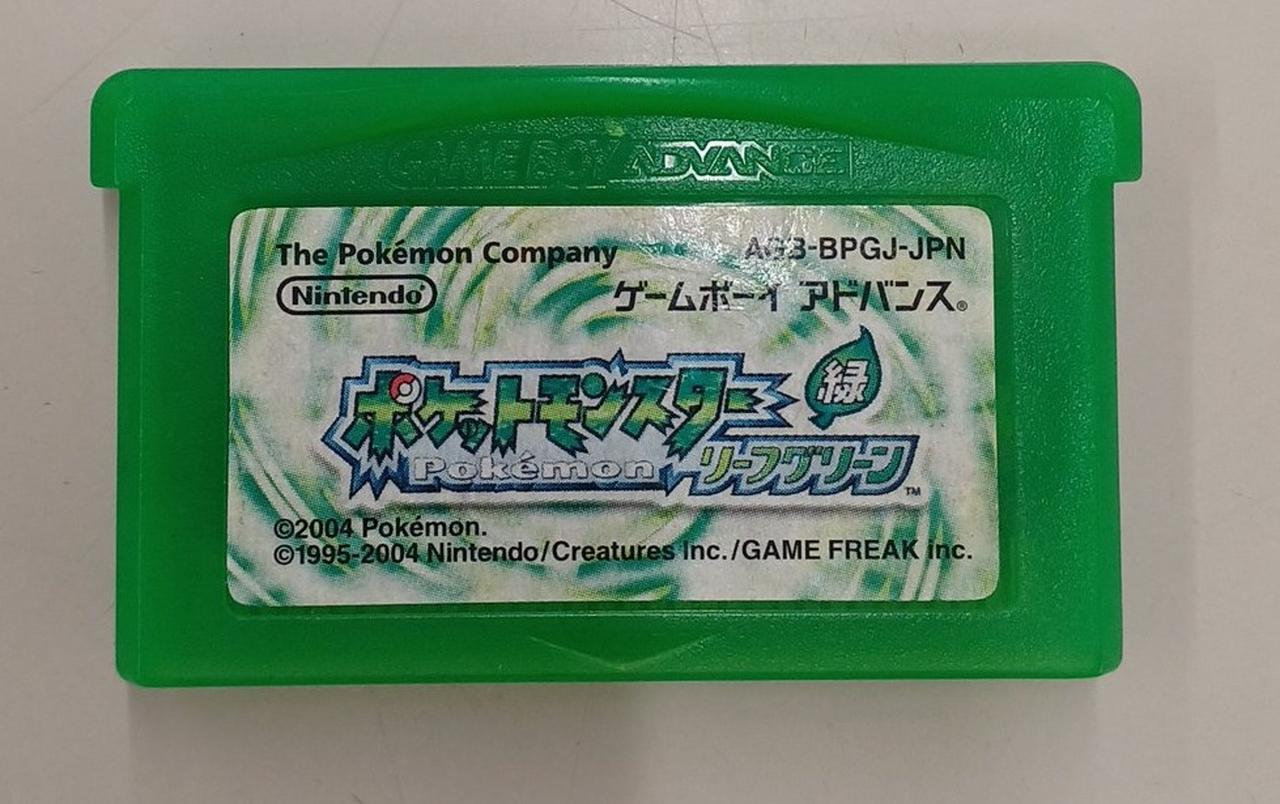 GAME BOY ADVANCE
The Pokémon Company
AGB-BPGJ-JPN
Nintendo®
ゲームボーイ アドバンス®
ポケットモンスター
緑
Pokémon
リーフグリーン
TM
©2004 Pokémon.
©1995-2004 Nintendo/Creatures inc./GAME FREAK inc.